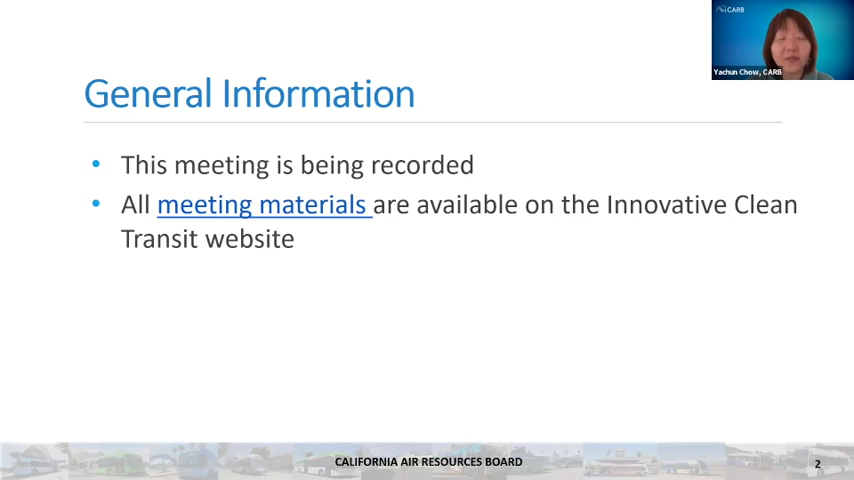 CARB
Yachun Chow, CARB
General Information
• This meeting is being recorded
• All meeting materials are available on the Innovative Clean
Transit website
CALIFORNIA AIR RESOURCES BOARD
2